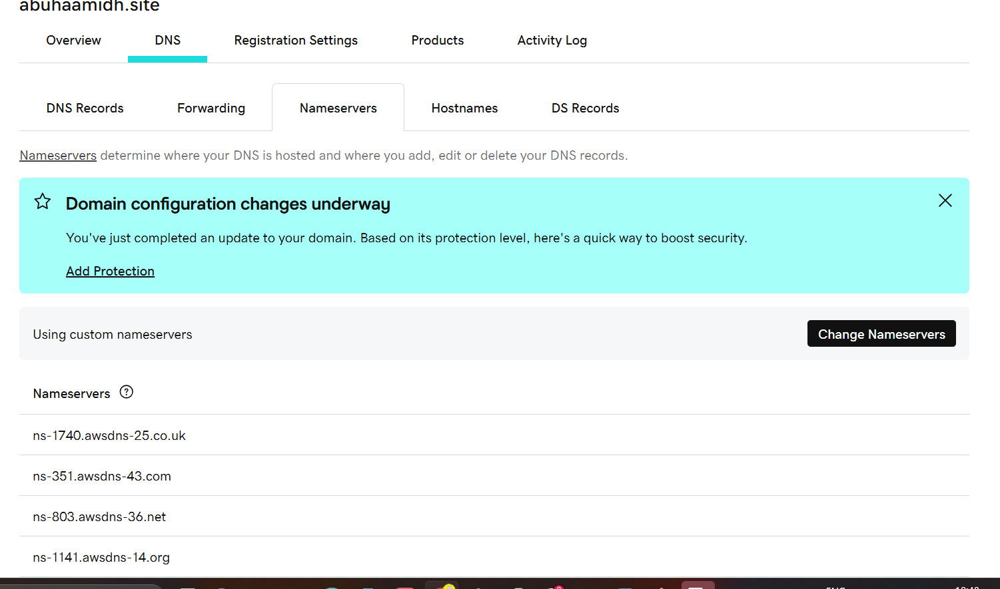 abuhaamidh.site
Overview DNS Registration Settings Products Activity Log
DNS Records Forwarding Nameservers Hostnames DS Records
Nameservers determine where your DNS is hosted and where you add, edit or delete your DNS records.
Domain configuration changes underway
You've just completed an update to your domain. Based on its protection level, here's a quick way to boost security.
Add Protection
Using custom nameservers Change Nameservers
Nameservers ?
ns-1740.awsdns-25.co.uk
ns-351.awsdns-43.com
ns-803.awsdns-36.net
ns-1141.awsdns-14.org